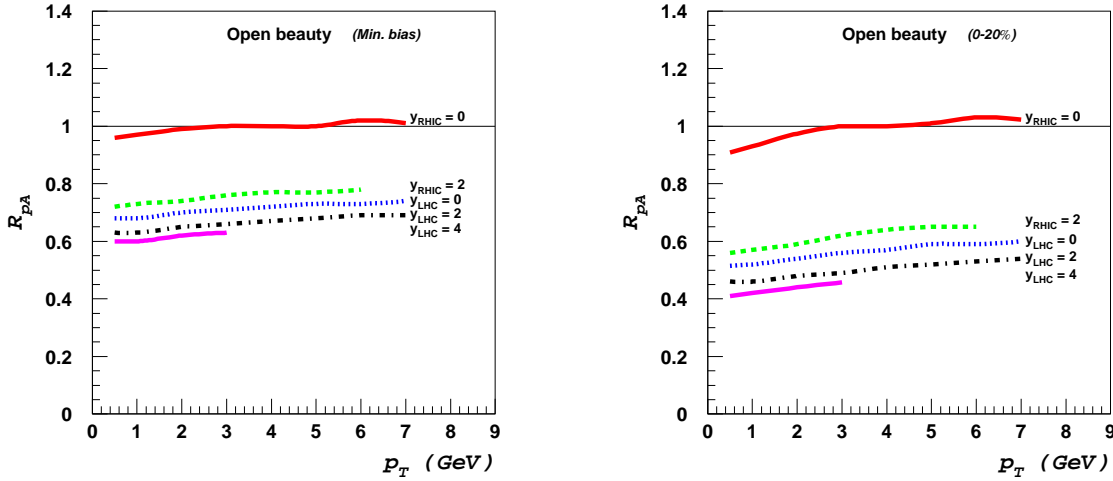 Open beauty (Min. bias)
R_pA
1.4
1.2
1
0.8
0.6
0.4
0.2
0
y_RHIC = 0
y_RHIC = 2
y_LHC = 0
y_LHC = 2
y_LHC = 4
0 1 2 3 4 5 6 7 8 9
p_T (GeV)
Open beauty (0-20%)
R_pA
1.4
1.2
1
0.8
0.6
0.4
0.2
0
y_RHIC = 0
y_RHIC = 2
y_LHC = 0
y_LHC = 2
y_LHC = 4
0 1 2 3 4 5 6 7 8 9
p_T (GeV)